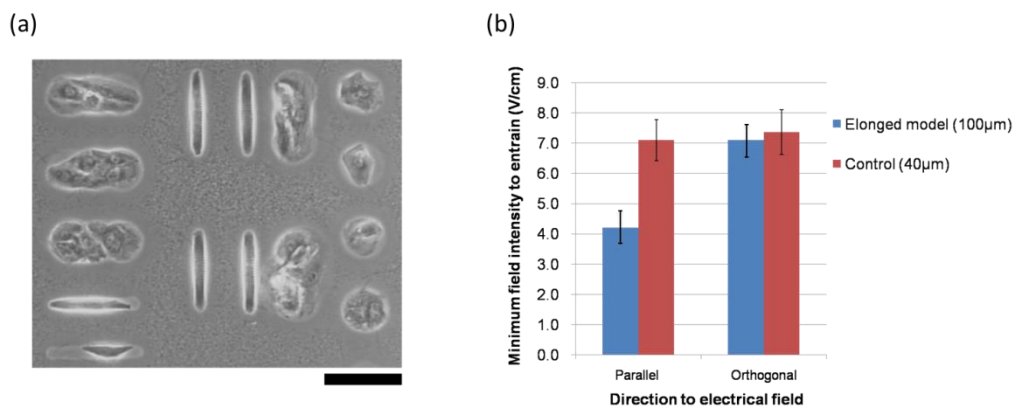 (a)
(b)
Minimum field intensity to entrain (V/cm)
9.0
8.0
7.0
6.0
5.0
4.0
3.0
2.0
1.0
0.0
Parallel
Orthogonal
Direction to electrical field
Elonged model (100µm)
Control (40µm)